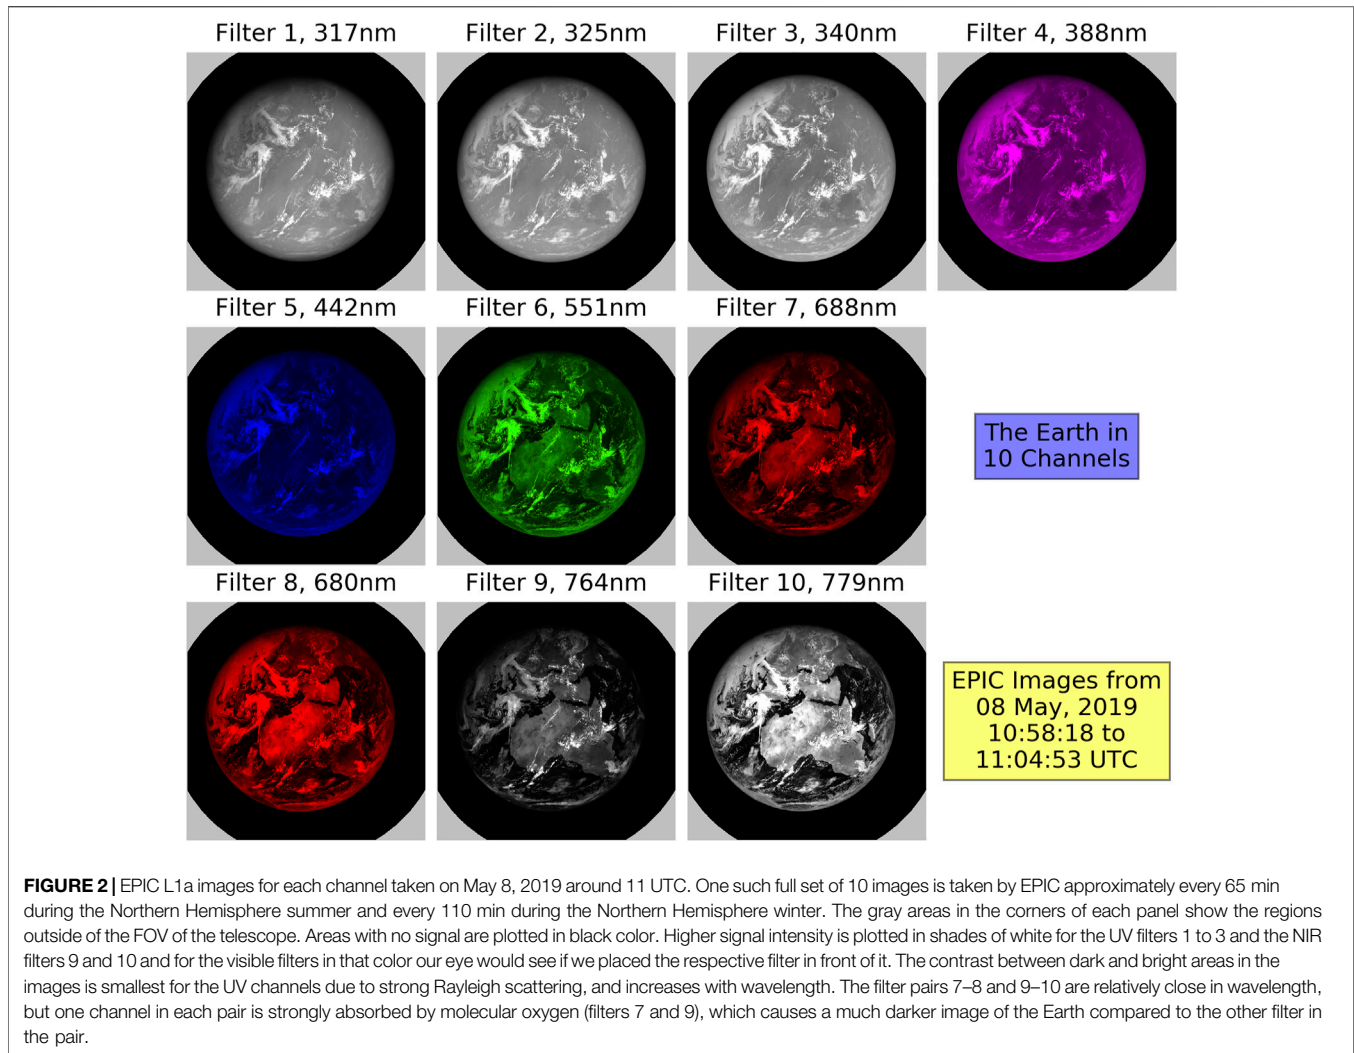 Filter 1, 317nm
Filter 2, 325nm
Filter 3, 340nm
Filter 4, 388nm
Filter 5, 442nm
Filter 6, 551nm
Filter 7, 688nm
The Earth in
10 Channels
Filter 8, 680nm
Filter 9, 764nm
Filter 10, 779nm
EPIC Images from
08 May, 2019
10:58:18 to
11:04:53 UTC
FIGURE 2 | EPIC L1a images for each channel taken on May 8, 2019 around 11 UTC. One such full set of 10 images is taken by EPIC approximately every 65 min
during the Northern Hemisphere summer and every 110 min during the Northern Hemisphere winter. The gray areas in the corners of each panel show the regions
outside of the FOV of the telescope. Areas with no signal are plotted in black color. Higher signal intensity is plotted in shades of white for the UV filters 1 to 3 and the NIR
filters 9 and 10 and for the visible filters in that color our eye would see if we placed the respective filter in front of it. The contrast between dark and bright areas in the
images is smallest for the UV channels due to strong Rayleigh scattering, and increases with wavelength. The filter pairs 7–8 and 9–10 are relatively close in wavelength,
but one channel in each pair is strongly absorbed by molecular oxygen (filters 7 and 9), which causes a much darker image of the Earth compared to the other filter in
the pair.